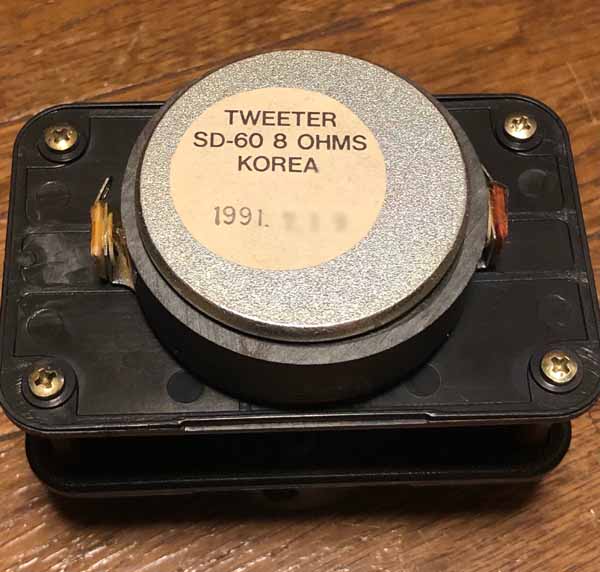 TWEETER
SD-60 8 OHMS
KOREA
1991.